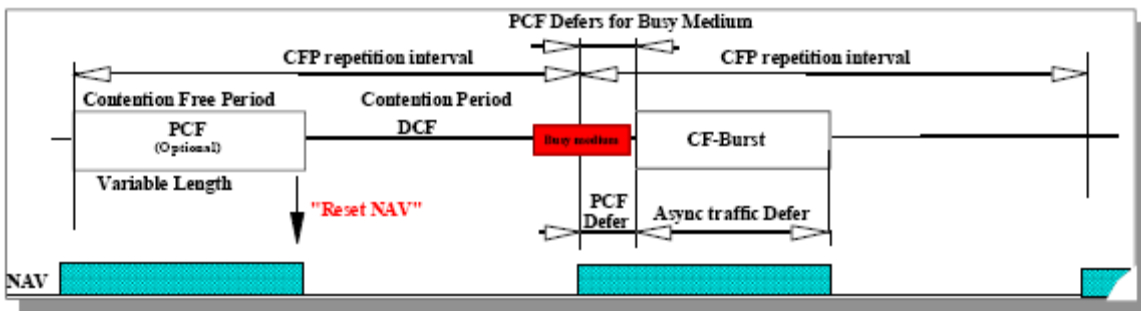 PCF Defers for Busy Medium
CFP repetition interval
CFP repetition interval
Contention Free Period
Contention Period
PCF
(Optional)
DCF
Busy medium
CF-Burst
Variable Length
"Reset NAV"
PCF
Defer
Async traffic Defer
NAV